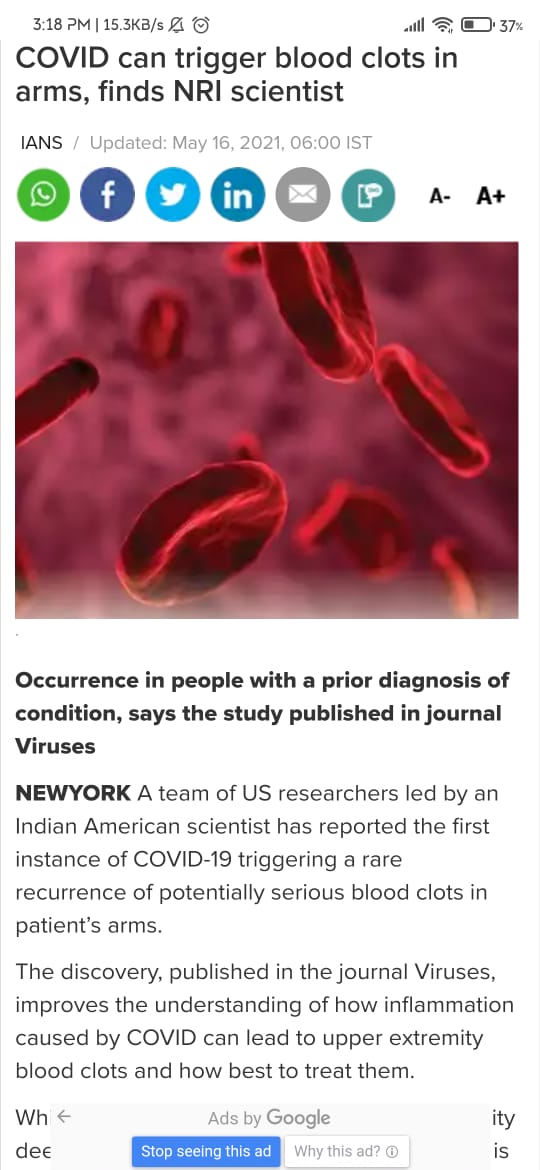 3:18 PM | 15.3KB/s
37%
COVID can trigger blood clots in
arms, finds NRI scientist
IANS / Updated: May 16, 2021, 06:00 IST
f in A- A+
Occurrence in people with a prior diagnosis of
condition, says the study published in journal
Viruses
NEWYORK A team of US researchers led by an
Indian American scientist has reported the first
instance of COVID-19 triggering a rare
recurrence of potentially serious blood clots in
patient’s arms.
The discovery, published in the journal Viruses,
improves the understanding of how inflammation
caused by COVID can lead to upper extremity
blood clots and how best to treat them.
Ads by Google
ity
Stop seeing this ad Why this ad?
is